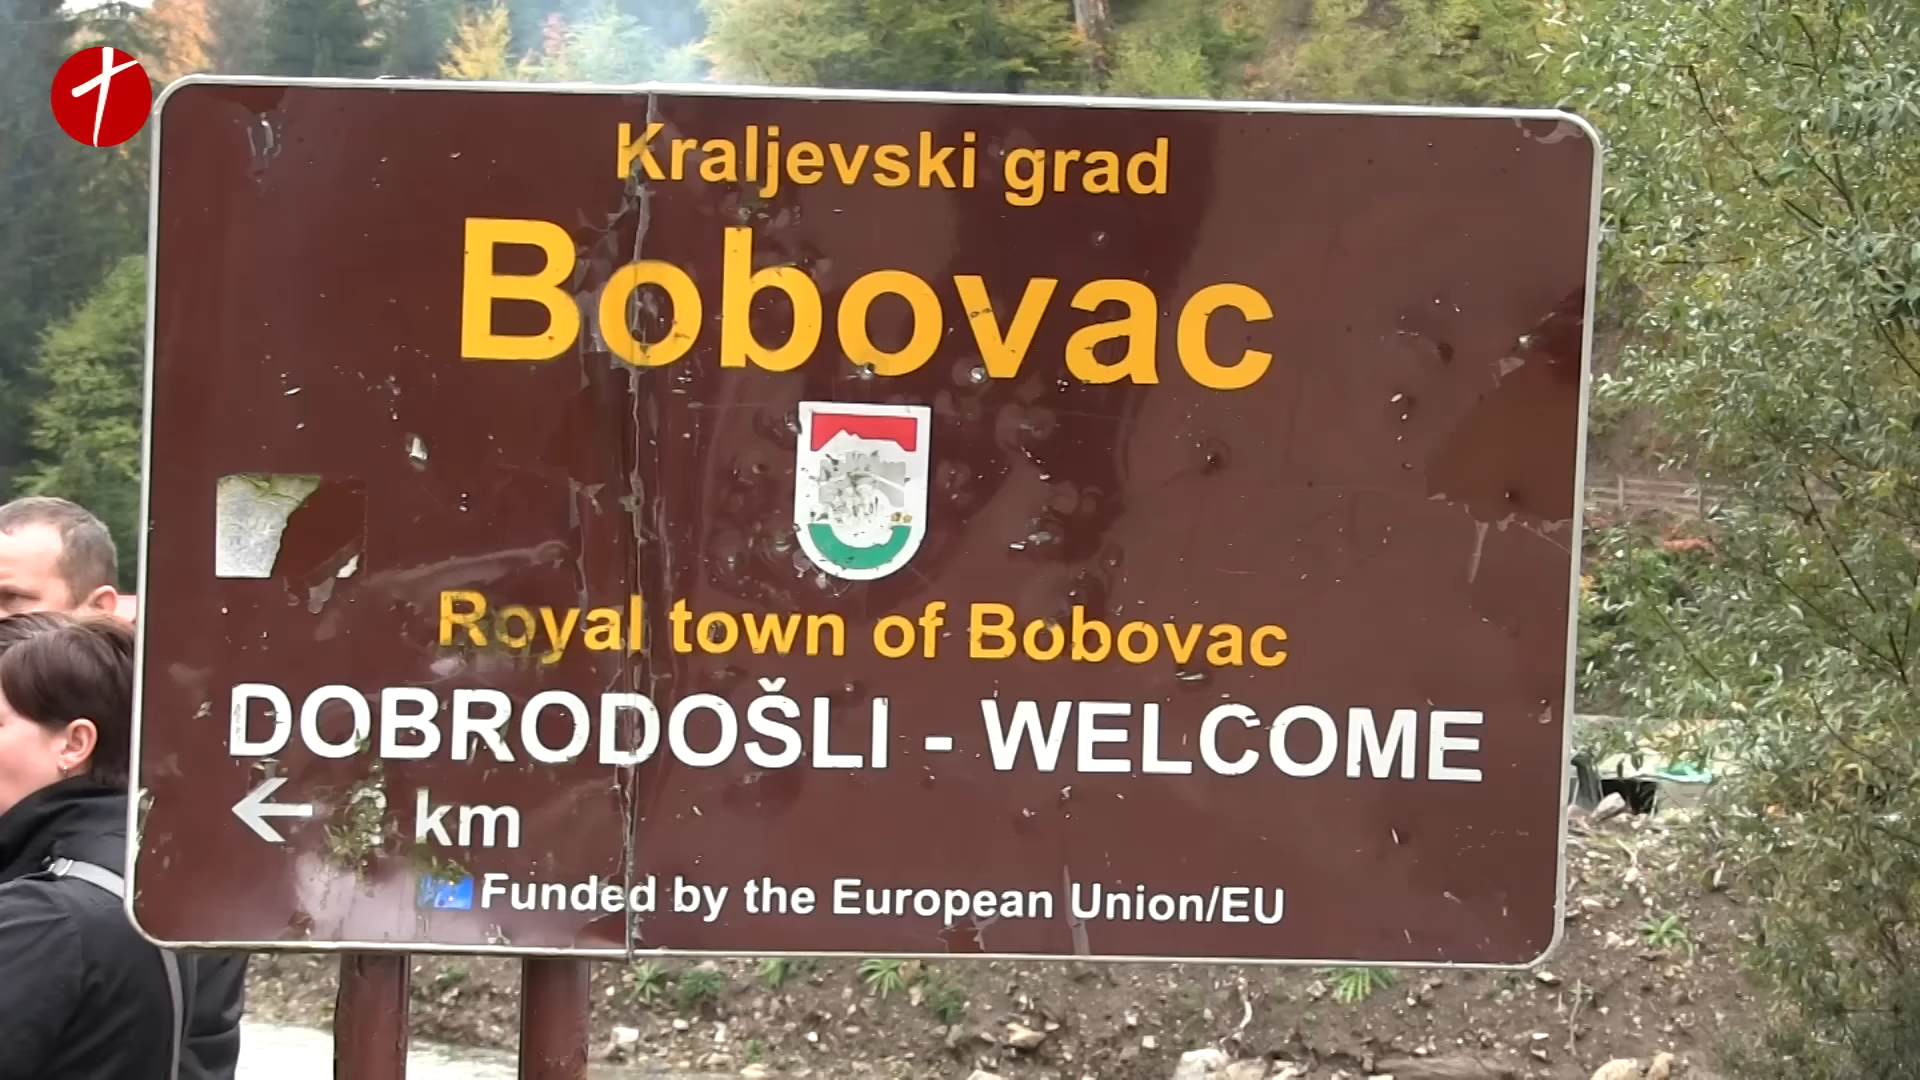 Kraljevski grad
Bobovac
Royal town of Bobovac
DOBRODOŠLI - WELCOME
← km
Funded by the European Union/EU